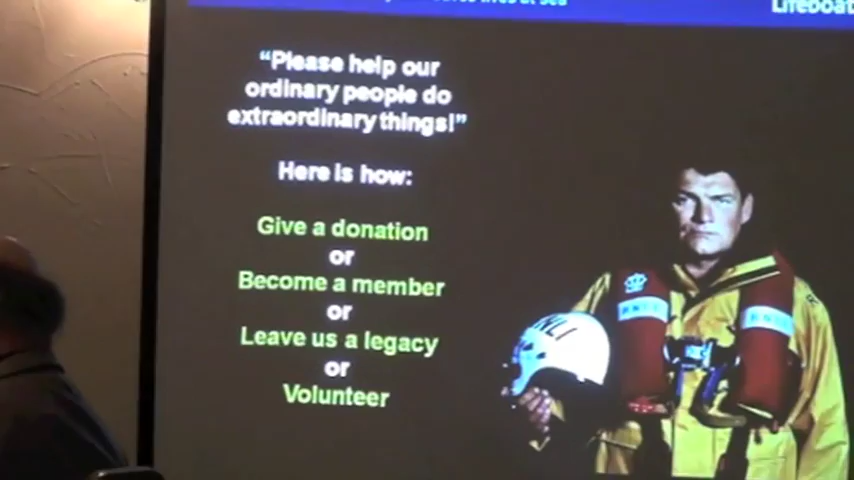 Lifeboat
“Please help our
ordinary people do
extraordinary things!”
Here is how:
Give a donation
or
Become a member
or
Leave us a legacy
or
Volunteer
RNLI
RNLI